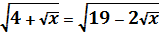 √(4 + √x) = √(19 − 2√x)